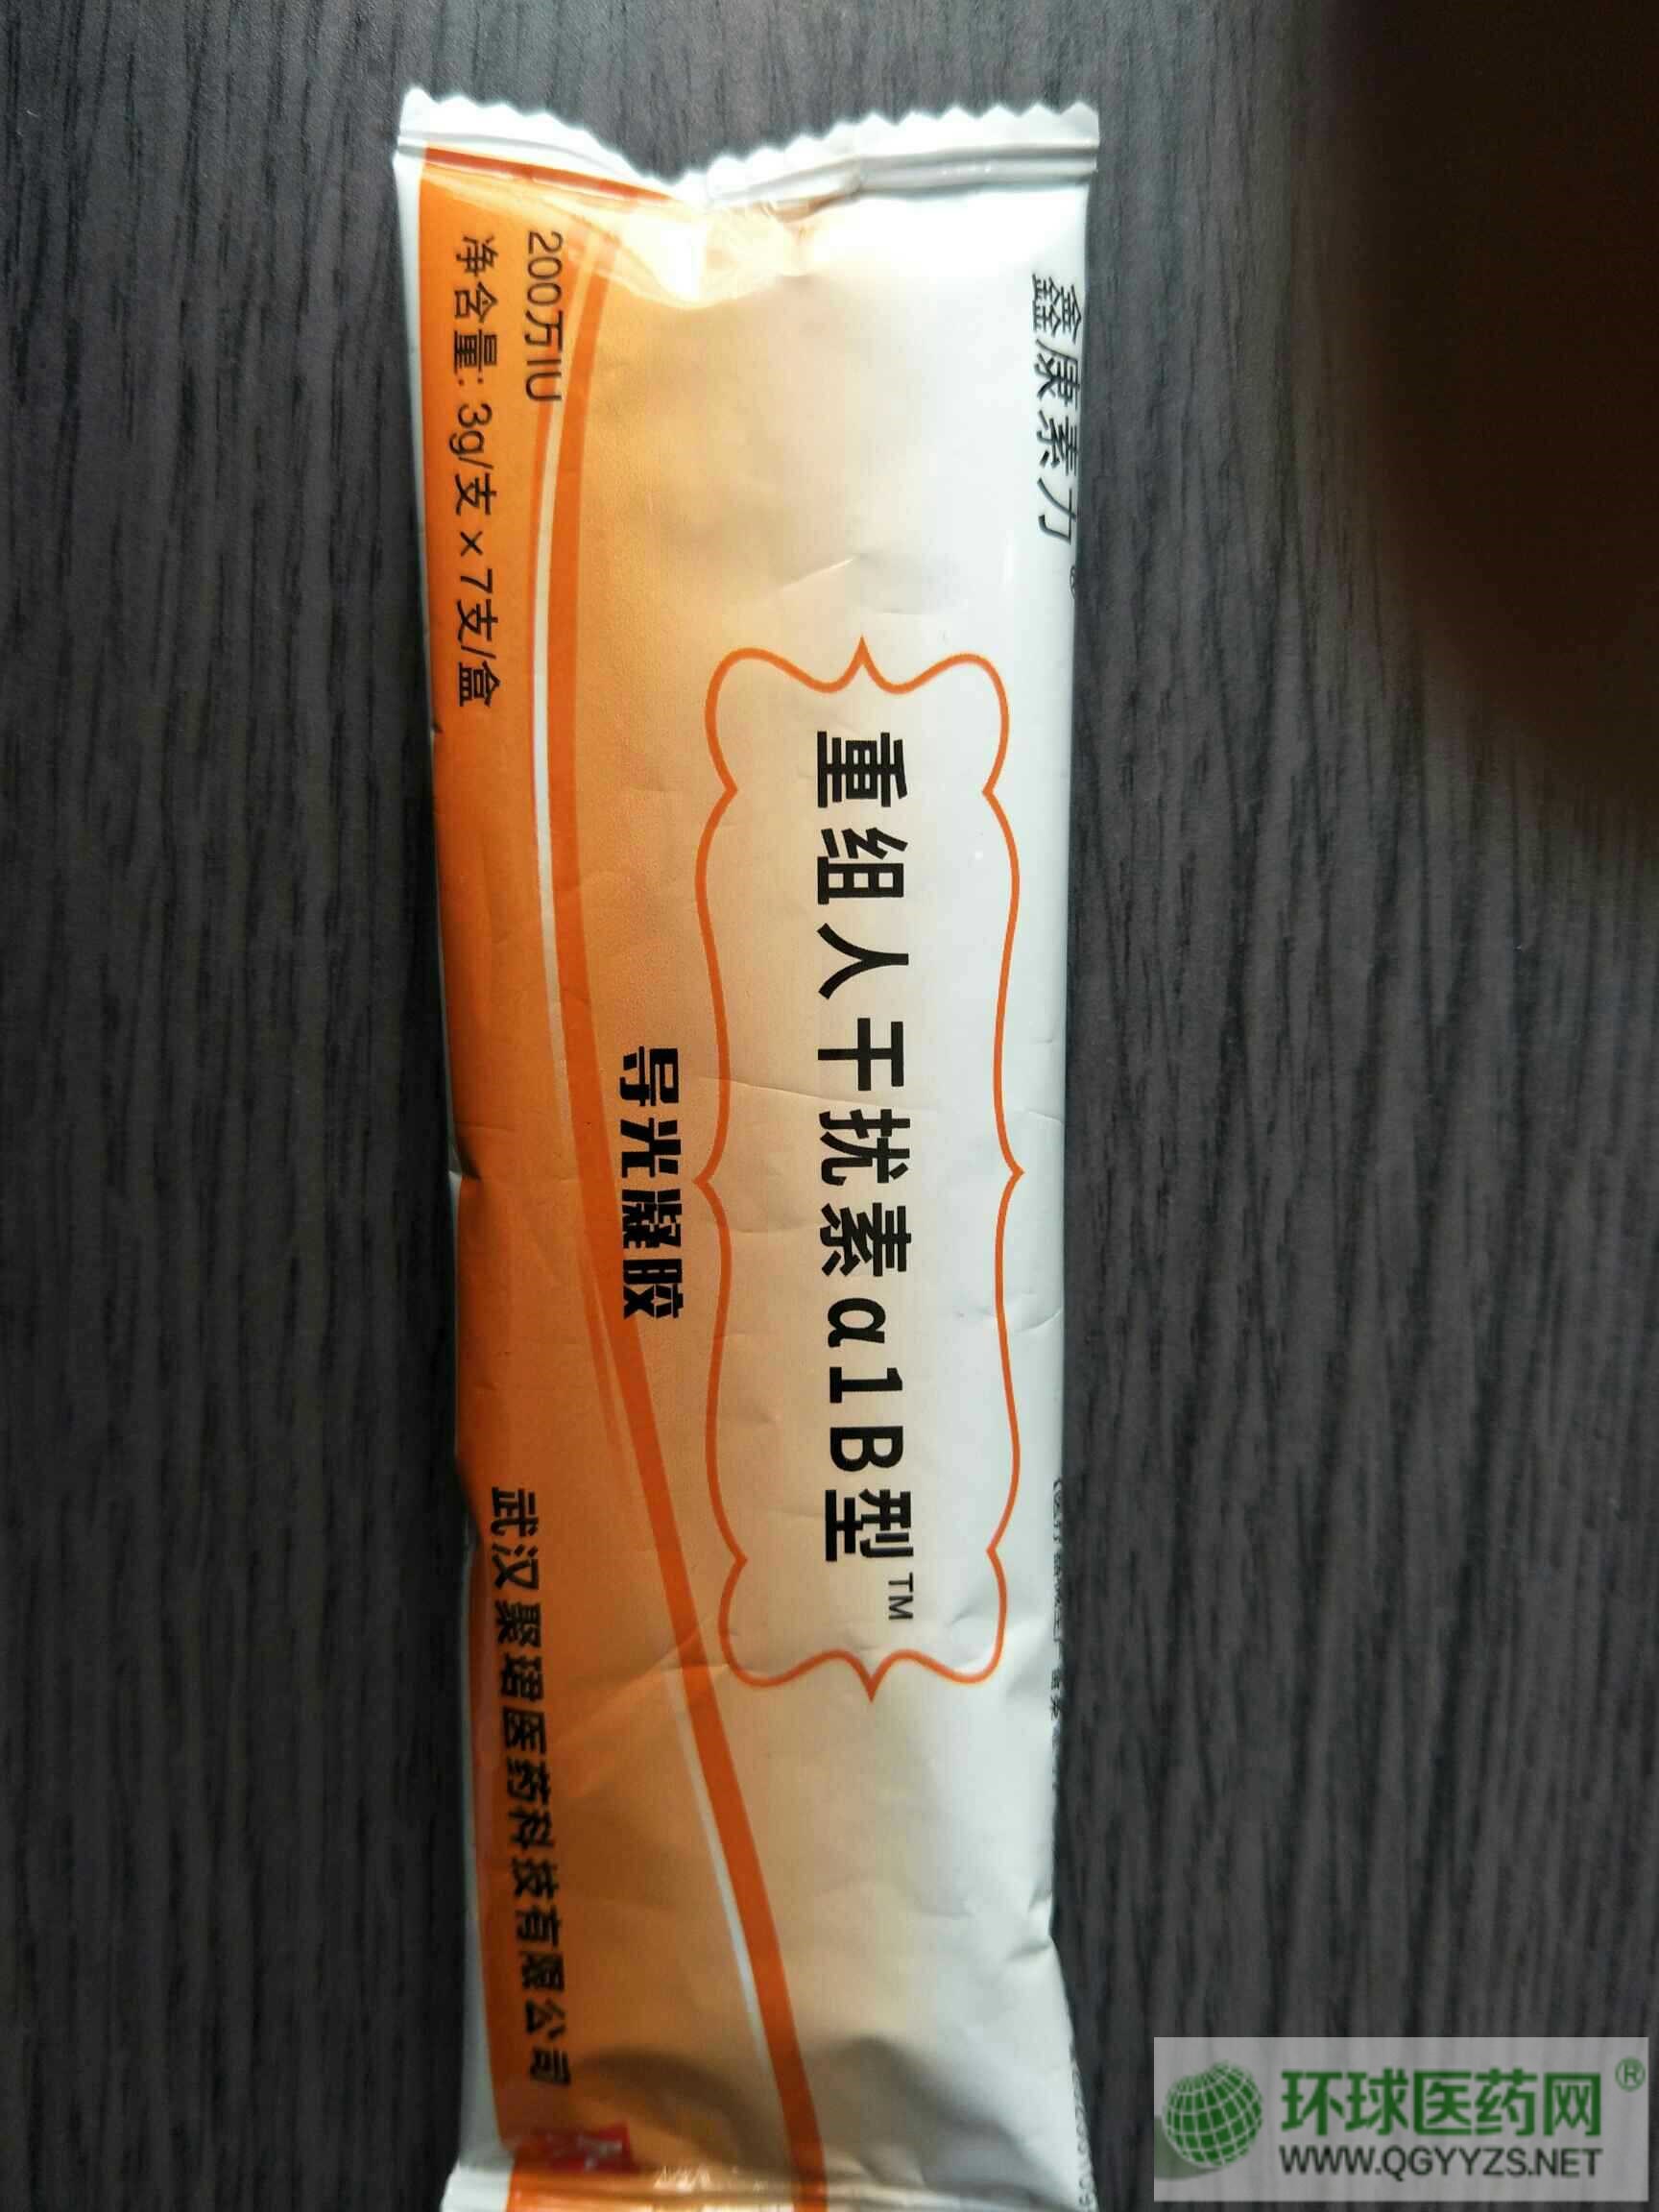 鑫康素力
重组人干扰素α1B型™
导光凝胶
200万IU
净含量: 3g/支 × 7支/盒
武汉聚珺医药科技有限公司
环球医药网®
WWW.QGYYZS.NET